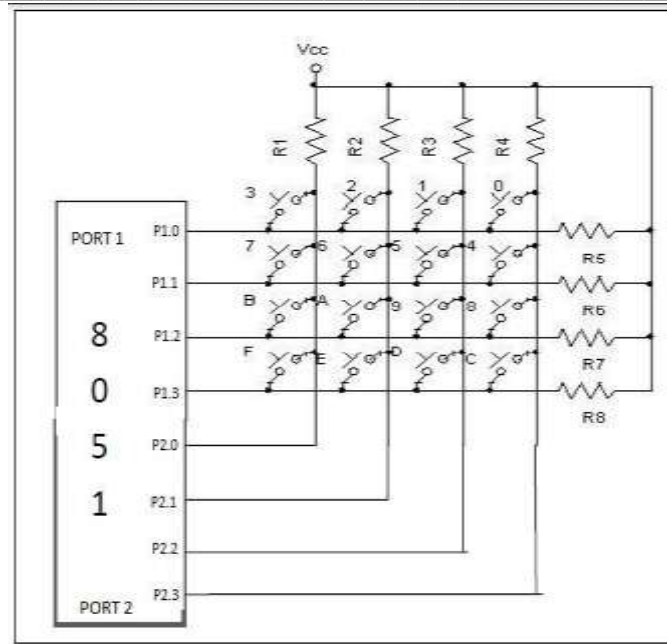 Vcc
R1 R2 R3 R4
3 2 1 0
PORT 1 P1.0
R5
7 6 5 4
P1.1
R6
B A 9 8
8 P1.2
R7
F E D C
0 P1.3
R8
5 P2.0
1 P2.1
P2.2
P2.3
PORT 2